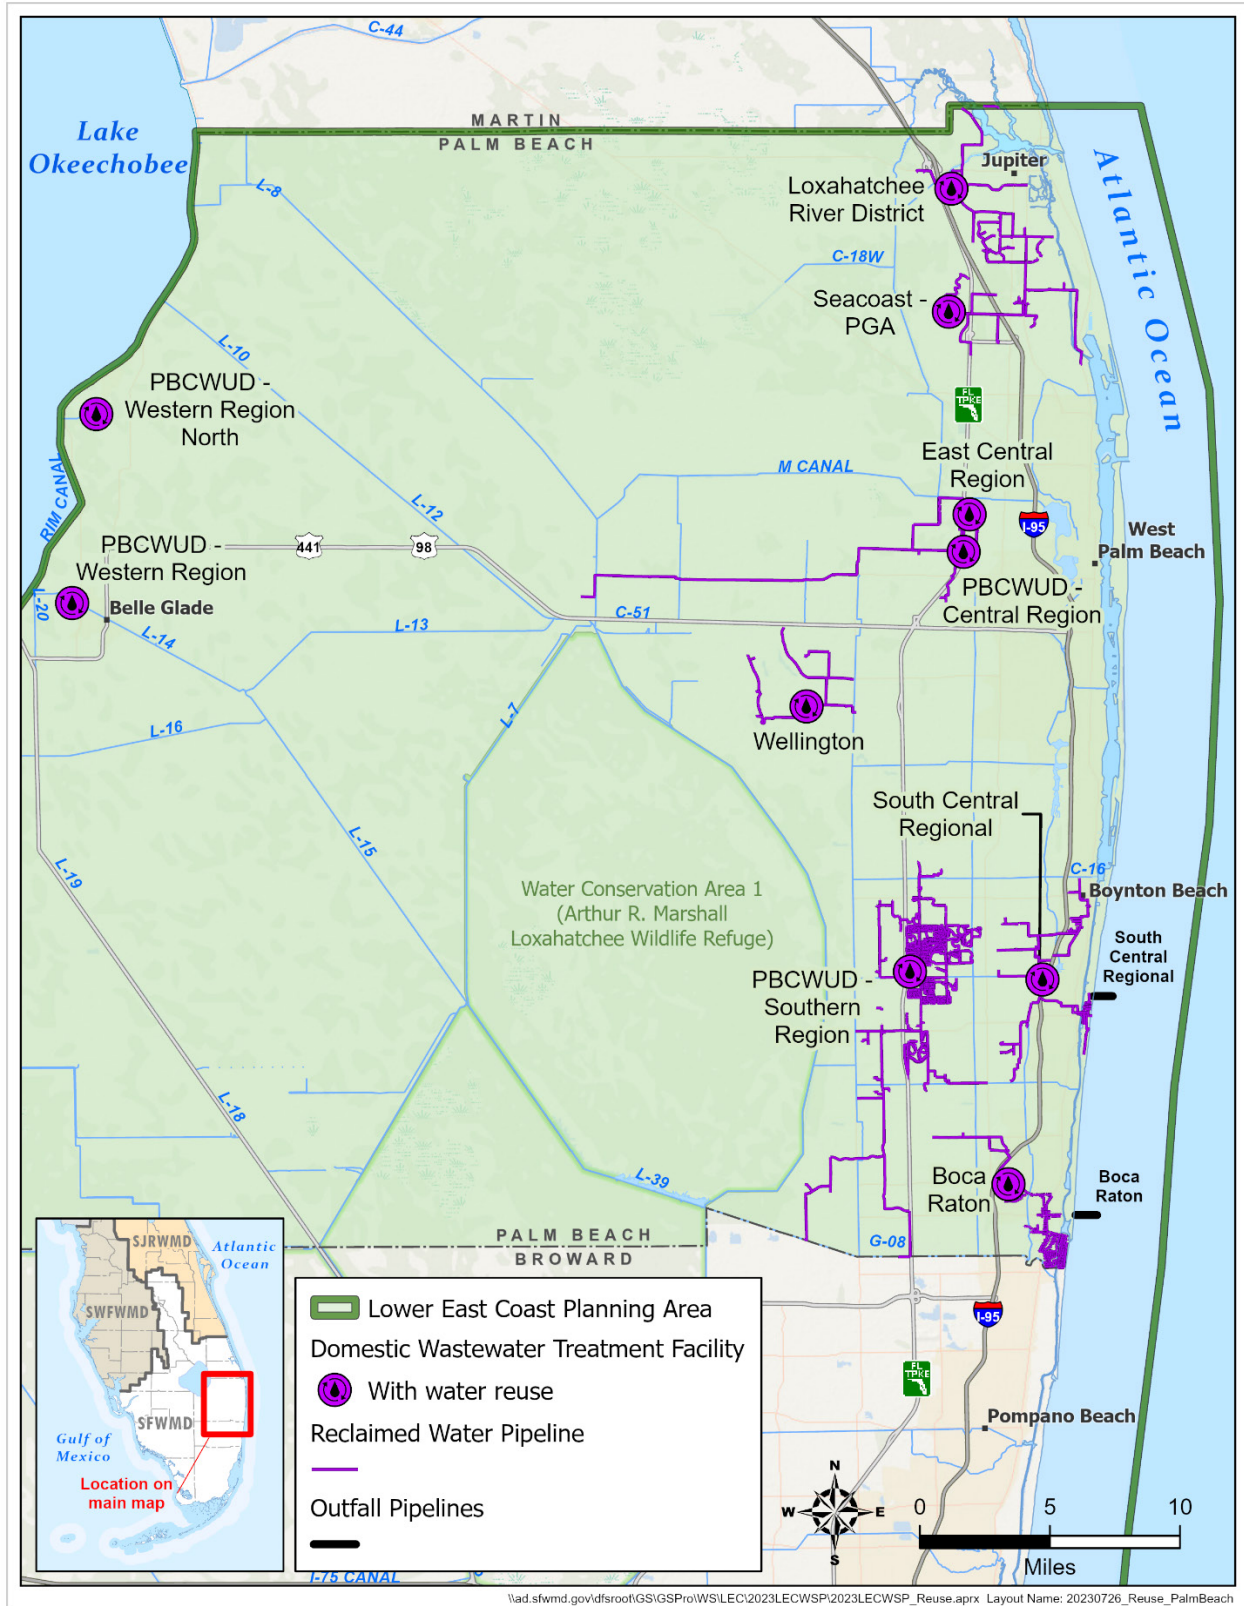 C-44
Lake
Okeechobee
MARTIN
PALM BEACH
Jupiter
Atlantic Ocean
L-8
Loxahatchee
River District
C-18W
Seacoast -
PGA
L-10
PBCWUD -
Western Region
North
FL
TPKE
East Central
Region
M CANAL
RIM CANAL
L-12
I-95
West
Palm Beach
PBCWUD -
Western Region
441
98
L-20
Belle Glade
PBCWUD -
Central Region
C-51
L-13
L-14
L-7
L-16
Wellington
South Central
Regional
L-15
L-19
C-16
Boynton Beach
Water Conservation Area 1
(Arthur R. Marshall
Loxahatchee Wildlife Refuge)
South
Central
Regional
PBCWUD -
Southern
Region
L-18
L-39
Boca
Raton
Boca
Raton
PALM BEACH
BROWARD
G-08
SJRWMD
Atlantic
Ocean
SWFWMD
SFWMD
Gulf of
Mexico
Location on
main map
Lower East Coast Planning Area
Domestic Wastewater Treatment Facility
With water reuse
Reclaimed Water Pipeline
Outfall Pipelines
I-95
FL
TPKE
Pompano Beach
N
W
E
S
0
5
10
Miles
I-75 CANAL
\\ad.sfwmd.gov\dfsroot\GS\GSPro\WS\LEC\2023LECWSP\2023LECWSP_Reuse.aprx Layout Name: 20230726_Reuse_PalmBeach